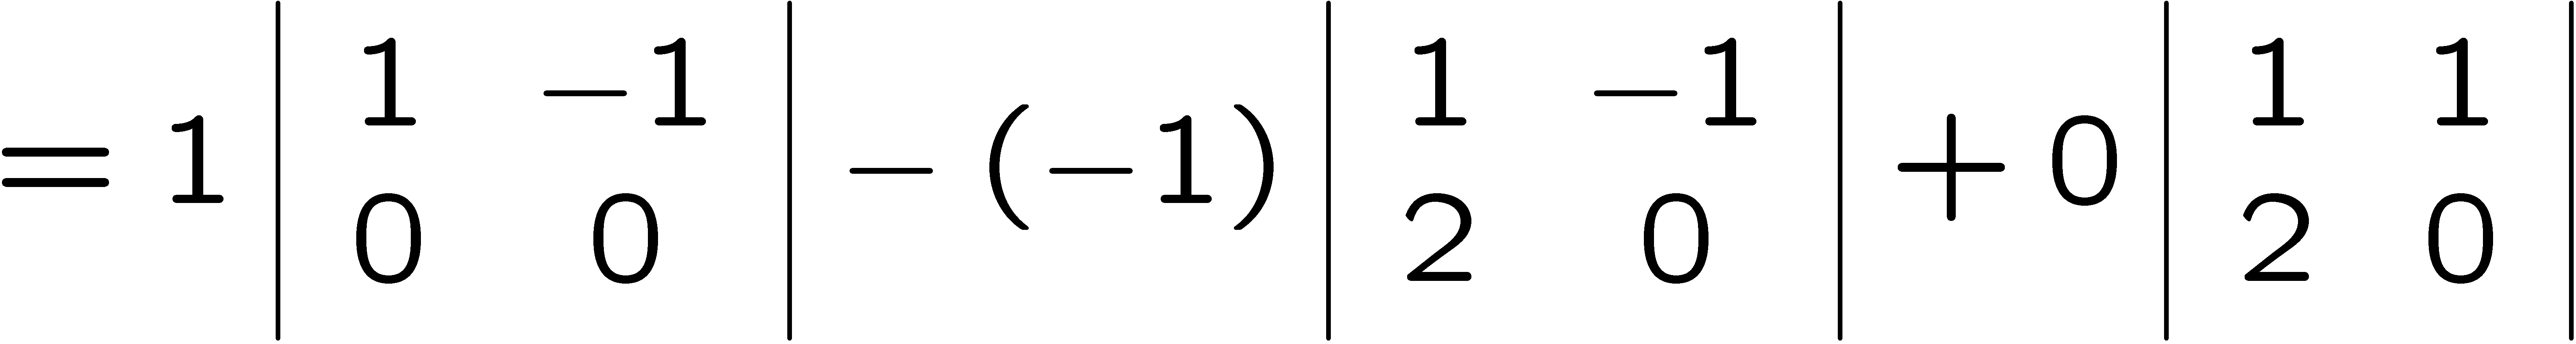 = 1 | 1 −1 | − (−1) | 1 −1 | + 0 | 1 1 |
| 0 0 | | 2 0 | | 2 0 |